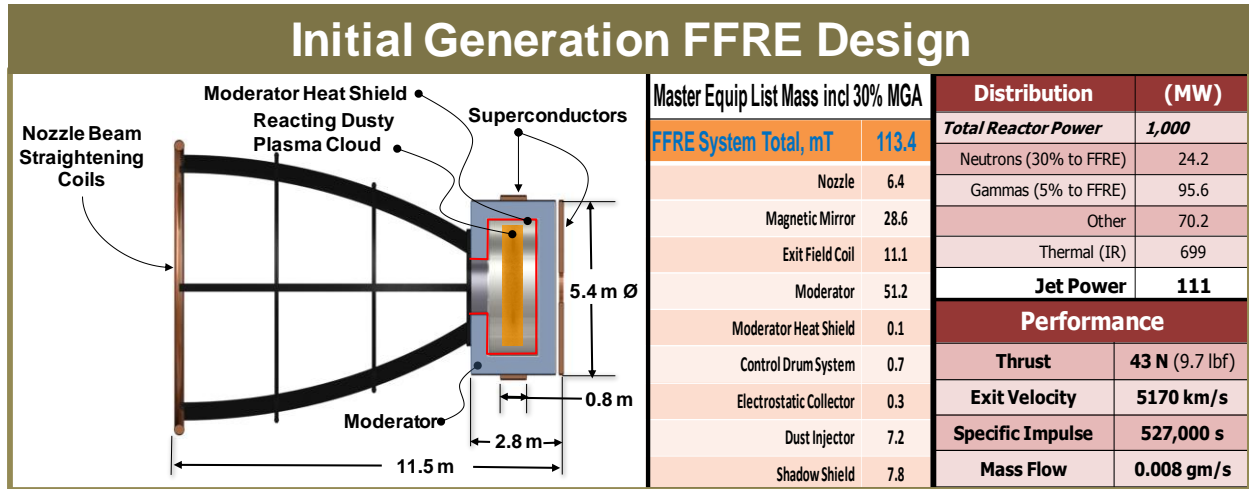 Initial Generation FFRE Design
Moderator Heat Shield
Reacting Dusty
Plasma Cloud
Superconductors
Nozzle Beam
Straightening
Coils
5.4 m Ø
0.8 m
Moderator
2.8 m
11.5 m
Master Equip List Mass incl 30% MGA
FFRE System Total, mT 113.4
Nozzle 6.4
Magnetic Mirror 28.6
Exit Field Coil 11.1
Moderator 51.2
Moderator Heat Shield 0.1
Control Drum System 0.7
Electrostatic Collector 0.3
Dust Injector 7.2
Shadow Shield 7.8
Distribution (MW)
Total Reactor Power 1,000
Neutrons (30% to FFRE) 24.2
Gammas (5% to FFRE) 95.6
Other 70.2
Thermal (IR) 699
Jet Power 111
Performance
Thrust 43 N (9.7 lbf)
Exit Velocity 5170 km/s
Specific Impulse 527,000 s
Mass Flow 0.008 gm/s